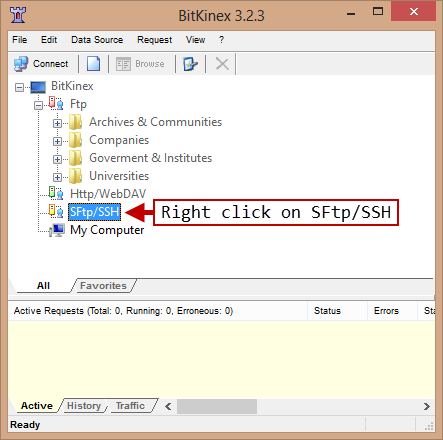 BitKinex 3.2.3
File Edit Data Source Request View ?
Connect Browse
BitKinex
Ftp
Archives & Communities
Companies
Goverment & Institutes
Universities
Http/WebDAV
SFtp/SSH Right click on SFtp/SSH
My Computer
All Favorites
Active Requests (Total: 0, Running: 0, Erroneous: 0) Status Errors Sta
Active History Traffic
Ready